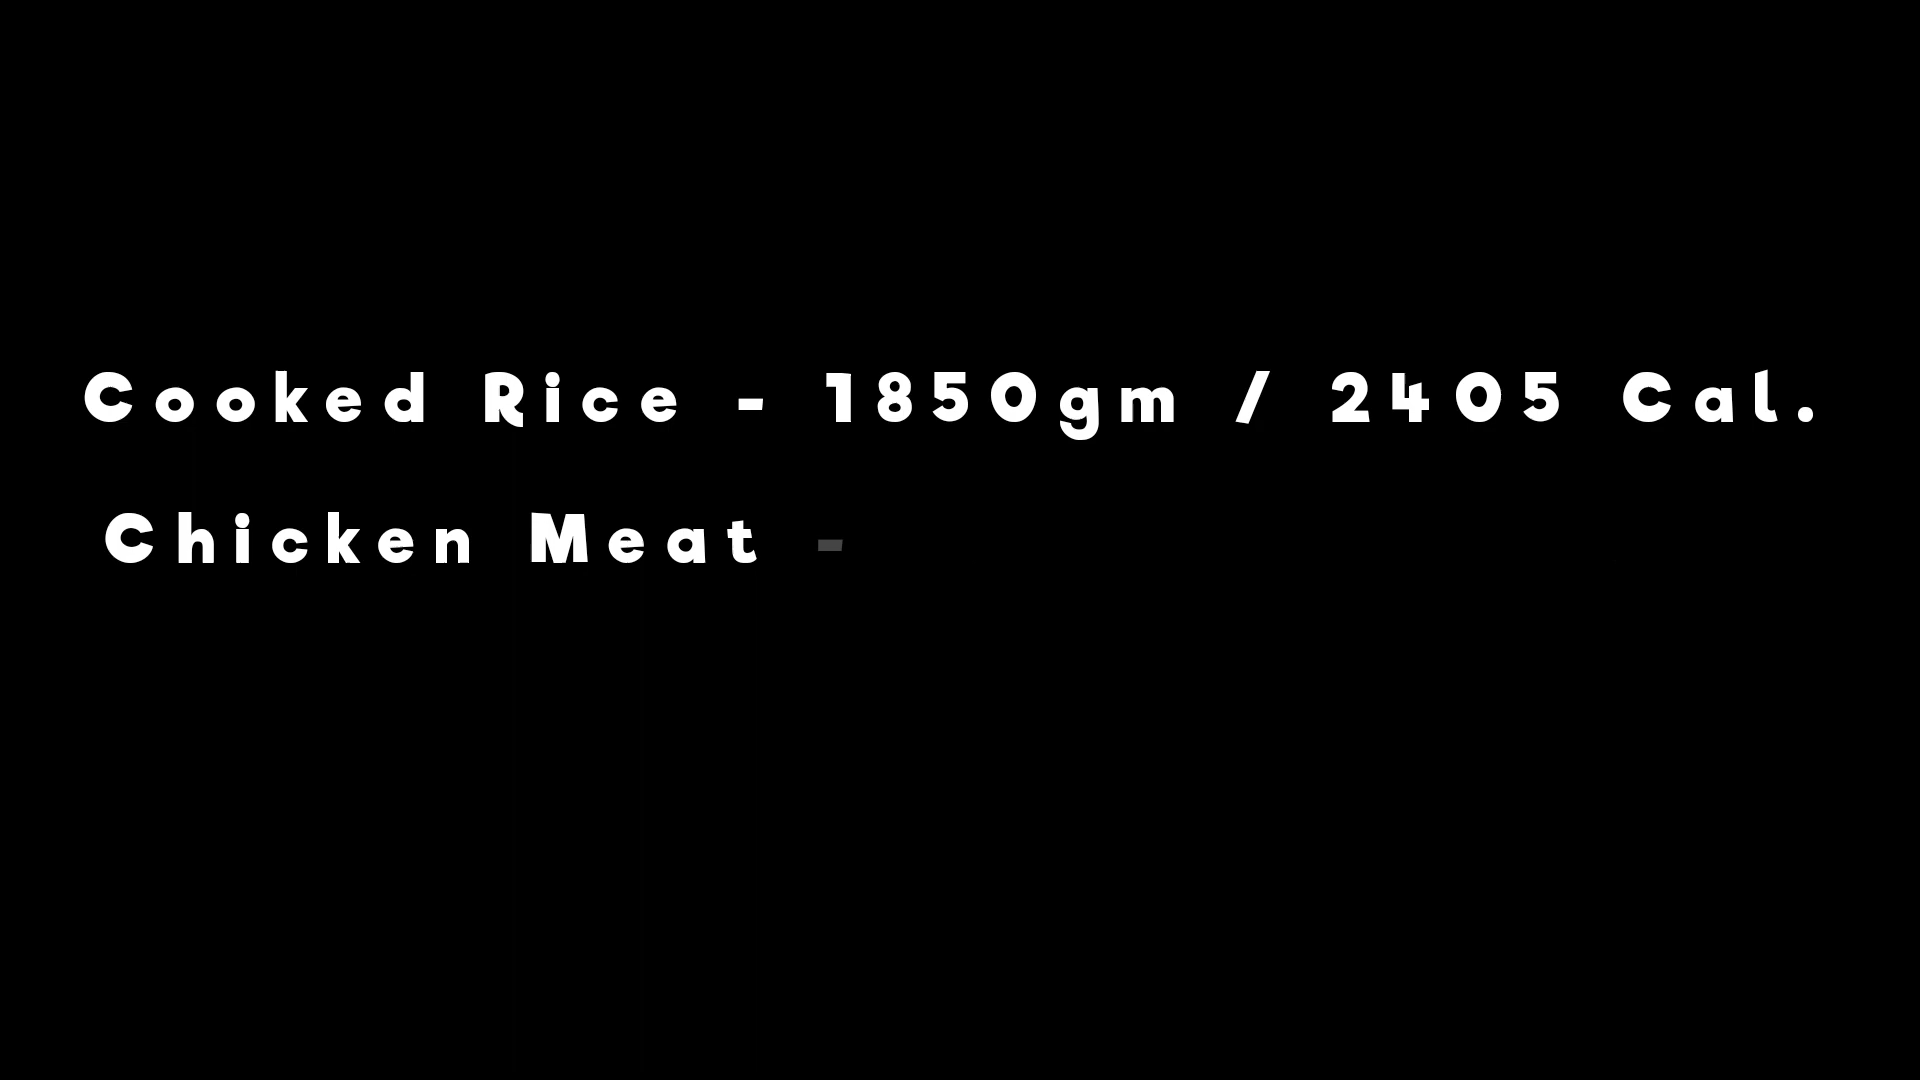 Cooked Rice - 1850gm / 2405 Cal.
Chicken Meat -